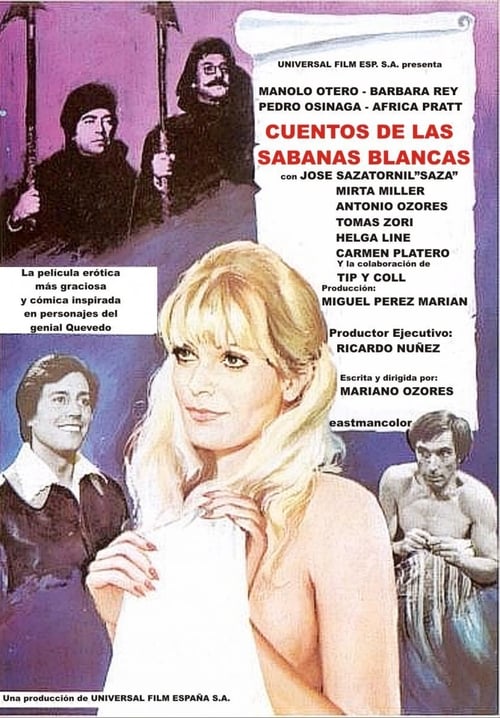 UNIVERSAL FILM ESP. S.A. presenta
MANOLO OTERO - BARBARA REY
PEDRO OSINAGA - AFRICA PRATT
CUENTOS DE LAS
SABANAS BLANCAS
con JOSE SAZATORNIL"SAZA"
MIRTA MILLER
ANTONIO OZORES
TOMAS ZORI
HELGA LINE
CARMEN PLATERO
Y la colaboración de
TIP Y COLL
Producción:
MIGUEL PEREZ MARIAN
Productor Ejecutivo:
RICARDO NUÑEZ
Escrita y dirigida por:
MARIANO OZORES
eastmancolor
La película erótica
más graciosa
y cómica inspirada
en personajes del
genial Quevedo
Una producción de UNIVERSAL FILM ESPAÑA S.A.